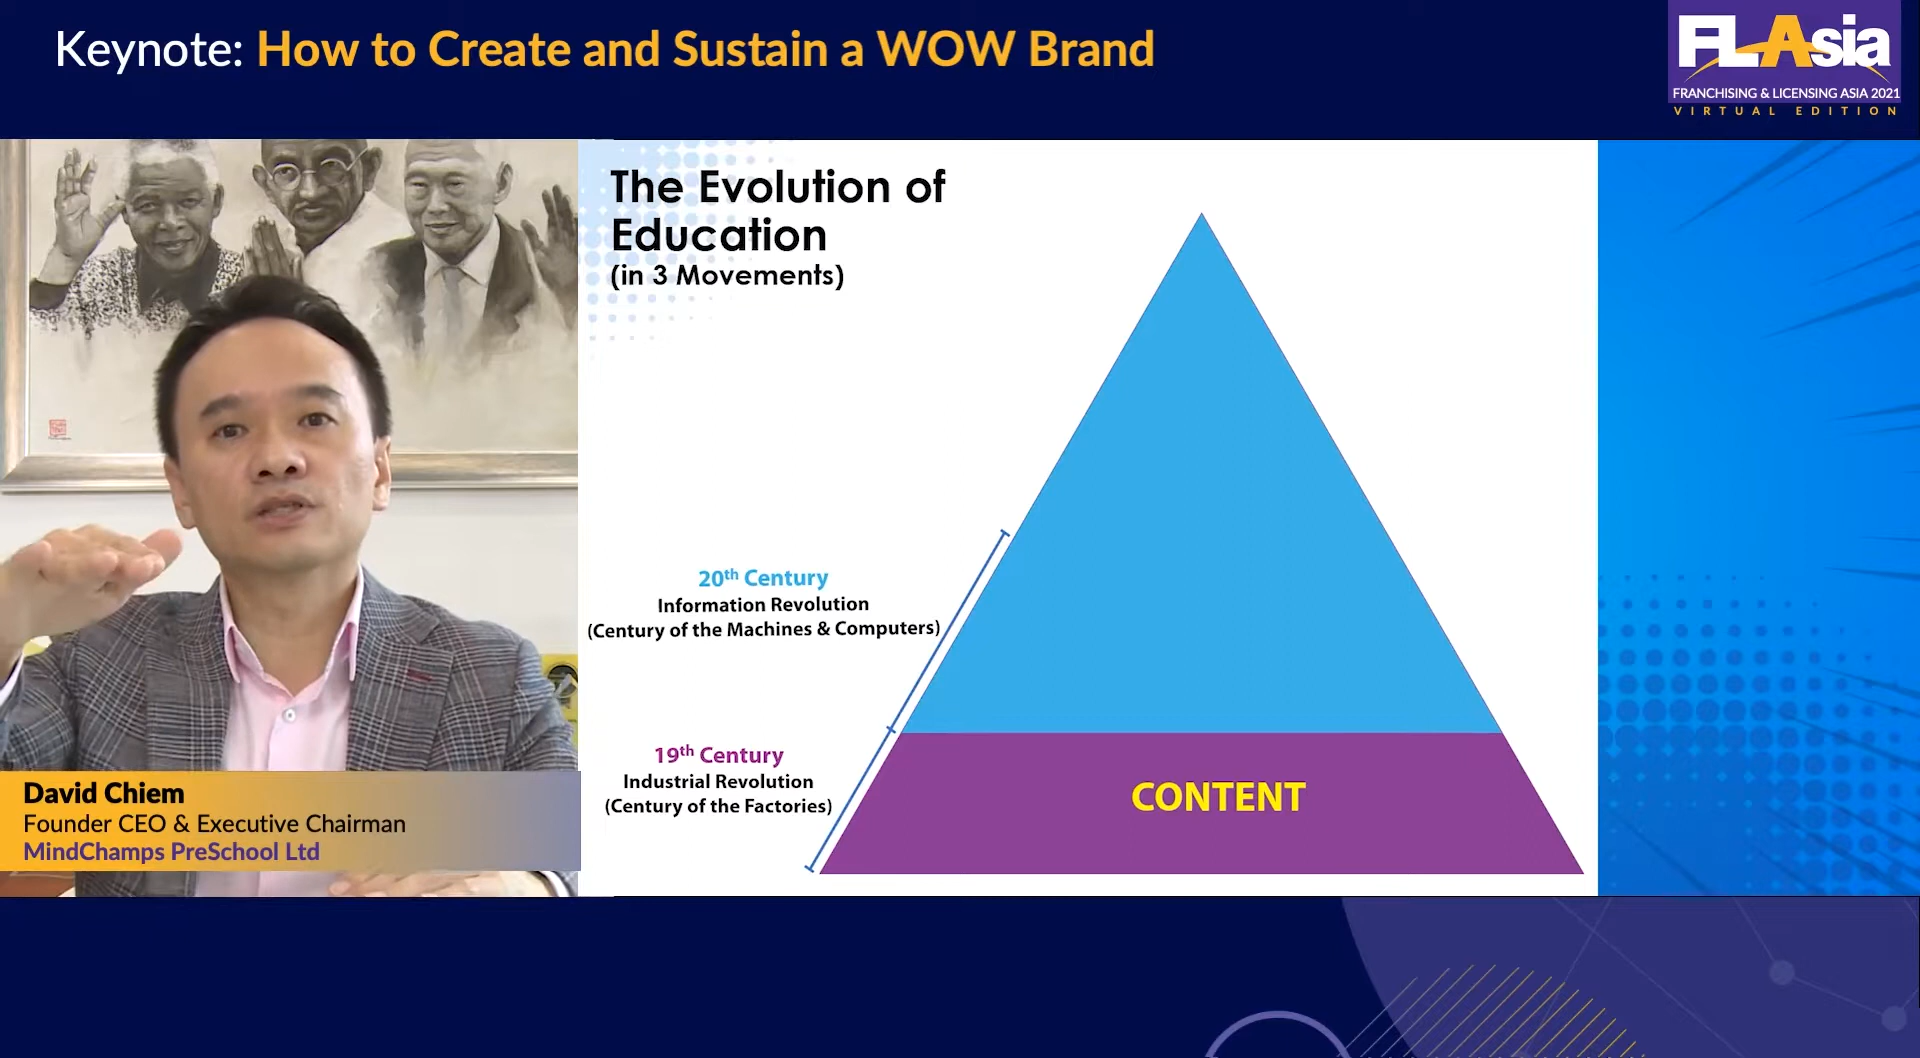 Keynote: How to Create and Sustain a WOW Brand
FLAsia
FRANCHISING & LICENSING ASIA 2021
VIRTUAL EDITION
The Evolution of
Education
(in 3 Movements)
20th Century
Information Revolution
(Century of the Machines & Computers)
19th Century
Industrial Revolution
(Century of the Factories)
CONTENT
David Chiem
Founder CEO & Executive Chairman
MindChamps PreSchool Ltd